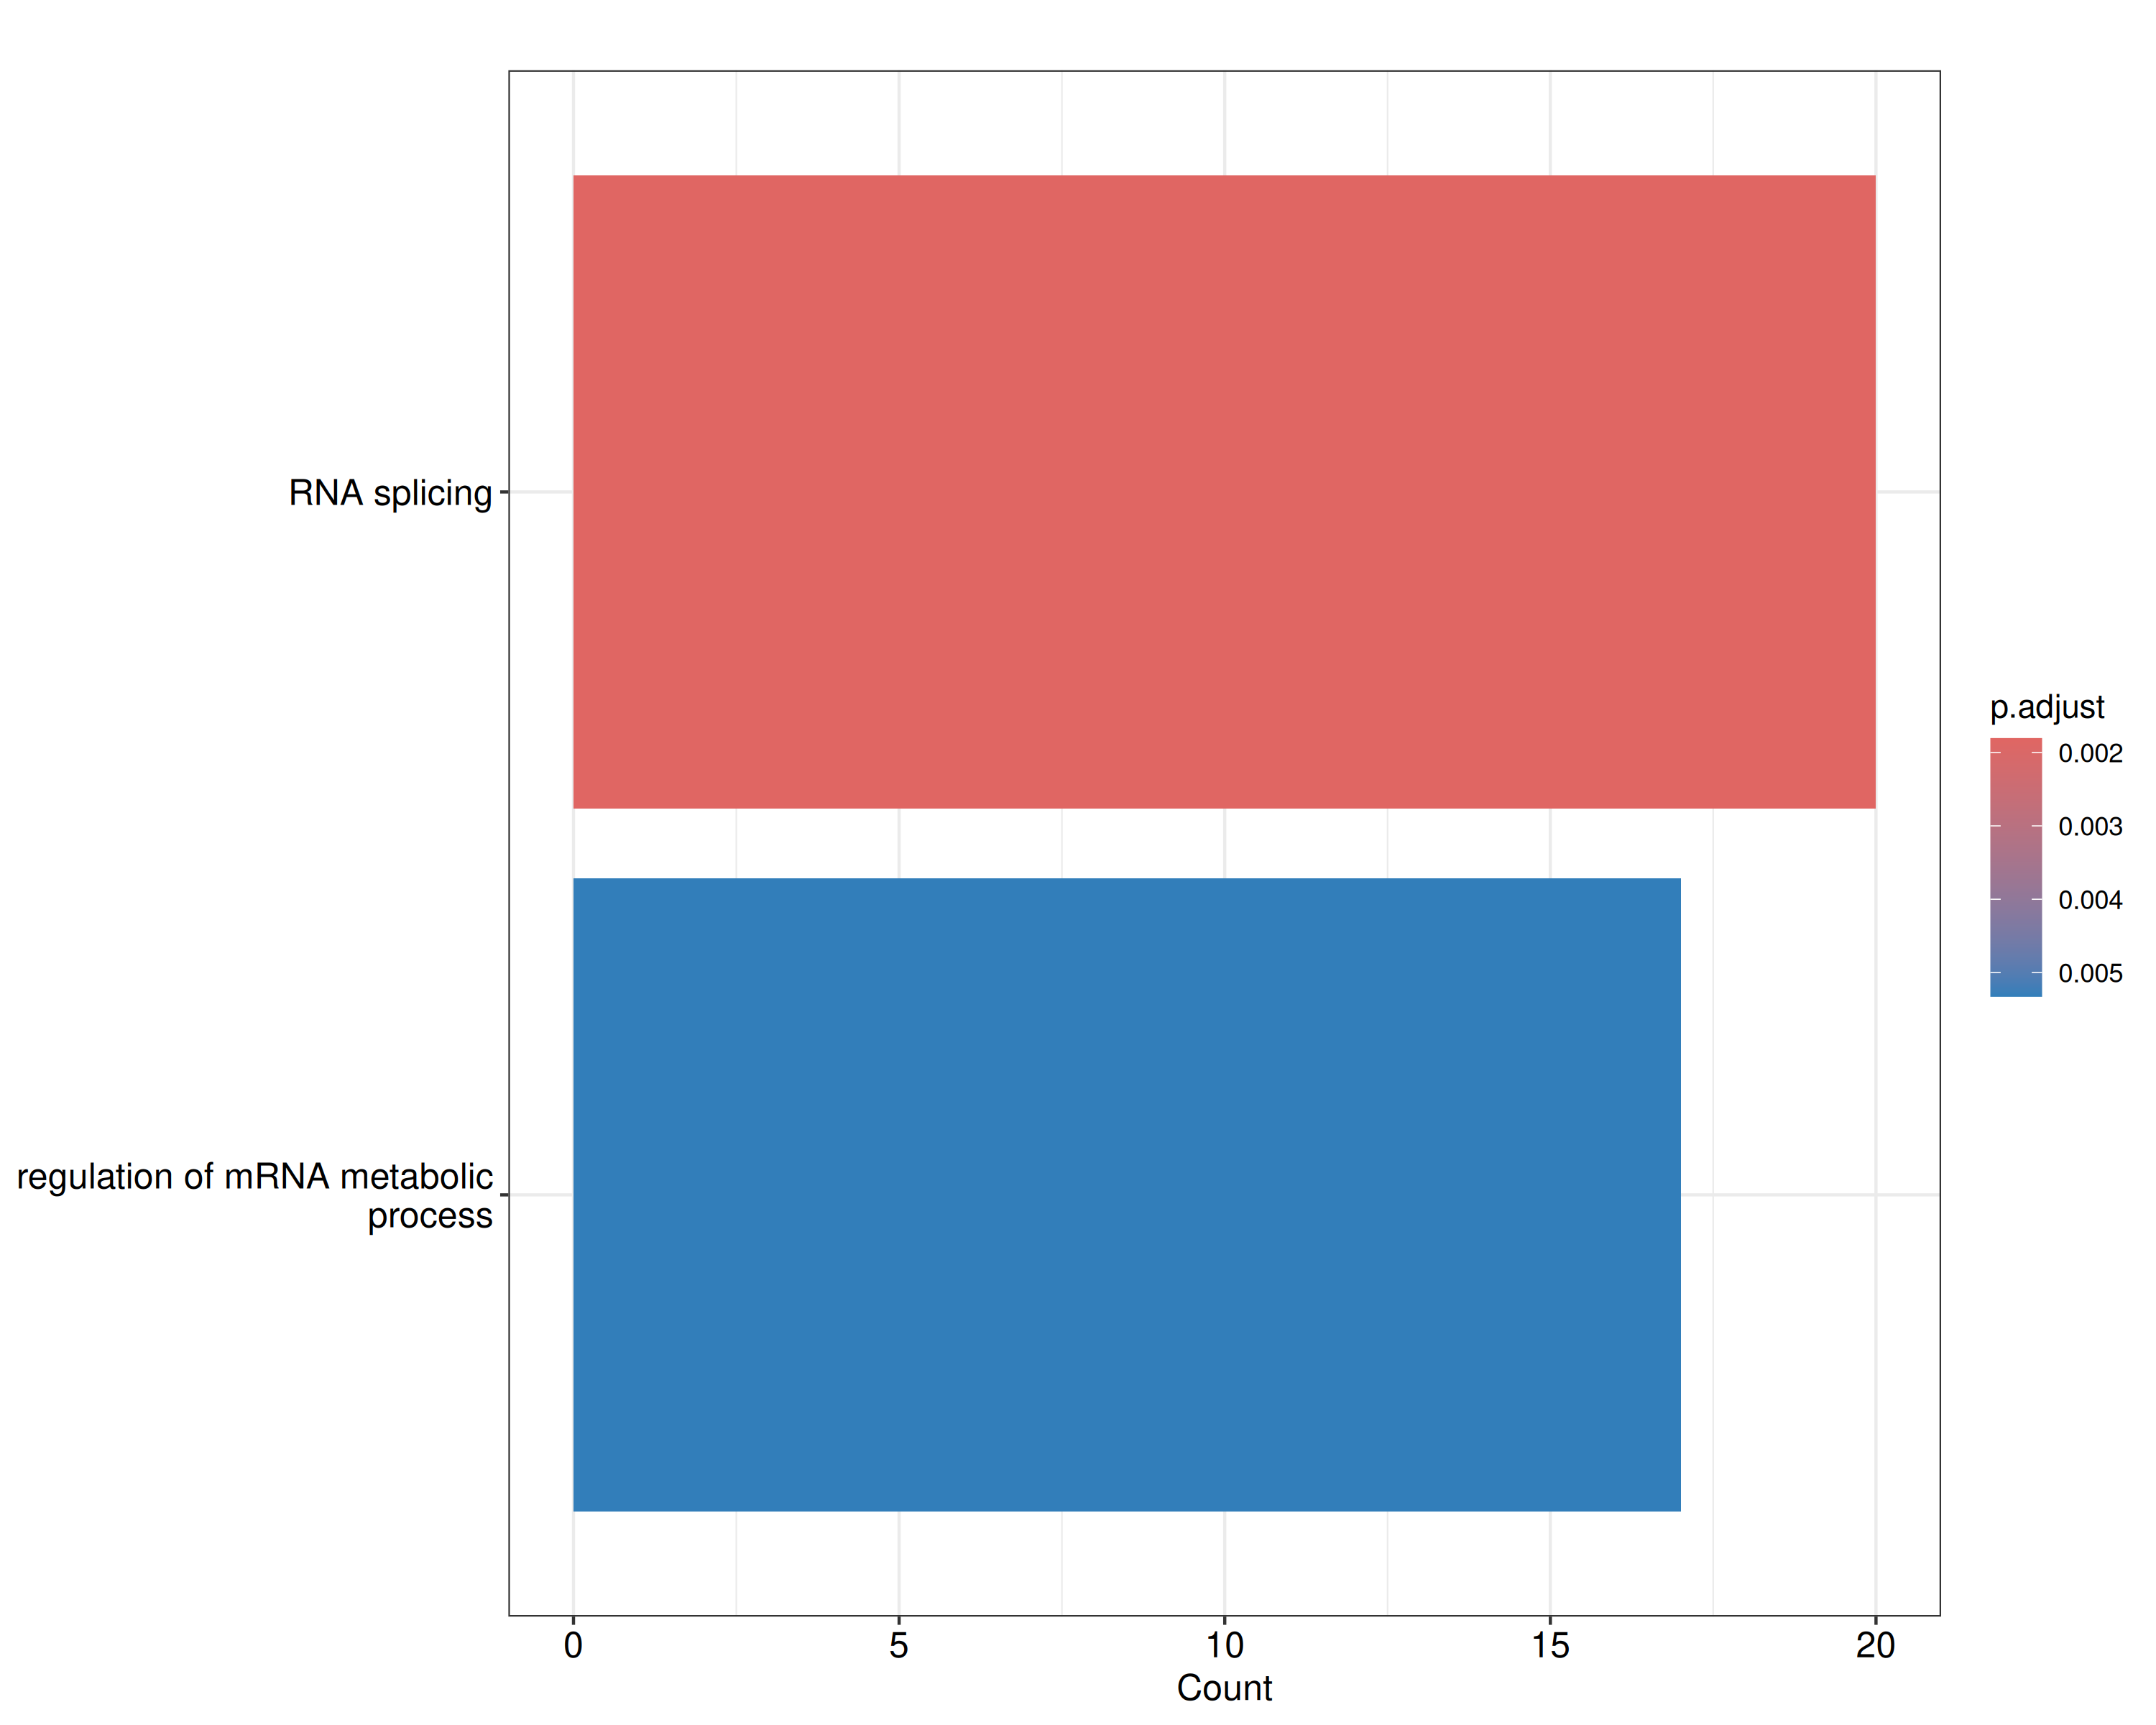 RNA splicing
regulation of mRNA metabolic
process
0
5
10
15
20
Count
p.adjust
0.002
0.003
0.004
0.005